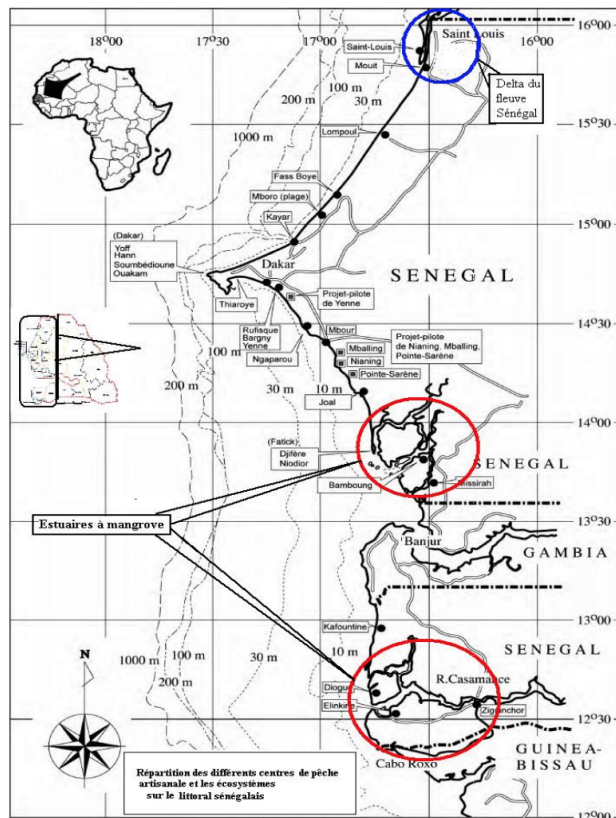 18°00
17°00
16°00
16°00
Saint-Louis
Saint Louis
Mouit
Delta du
fleuve
Sénégal
100 m
200 m
30 m
1000 m
15°30
Lompoul
Fass Boye
Mboro (plage)
Kayar
15°00
(Dakar)
Yoff
Hann
Soumbédioune
Ouakam
Dakar
SENEGAL
Thiaroye
Projet-pilote
de Yenne
Rufisque
Bargny
Yenne
Mbour
Projet-pilote
de Nianing, Mballing,
Pointe-Sarène
14°30
100 m
Ngaparou
Mballing
Nianing
Pointe-Sarène
200 m
30 m
10 m
Joal
14°00
(Fatick)
Djifère
Niodior
SENEGAL
Bamboung
Missirah
Estuaires à mangrove
13°30
Banjur
GAMBIA
13°00
Kafountine
SENEGAL
N
1000 m
100 m
200 m
30 m
10 m
R.Casamance
Diogue
Elinkine
Ziguinchor
12°30
GUINEA-
BISSAU
Cabo Roxo
Répartition des différents centres de pêche
artisanale et les écosystèmes
sur le littoral sénégalais